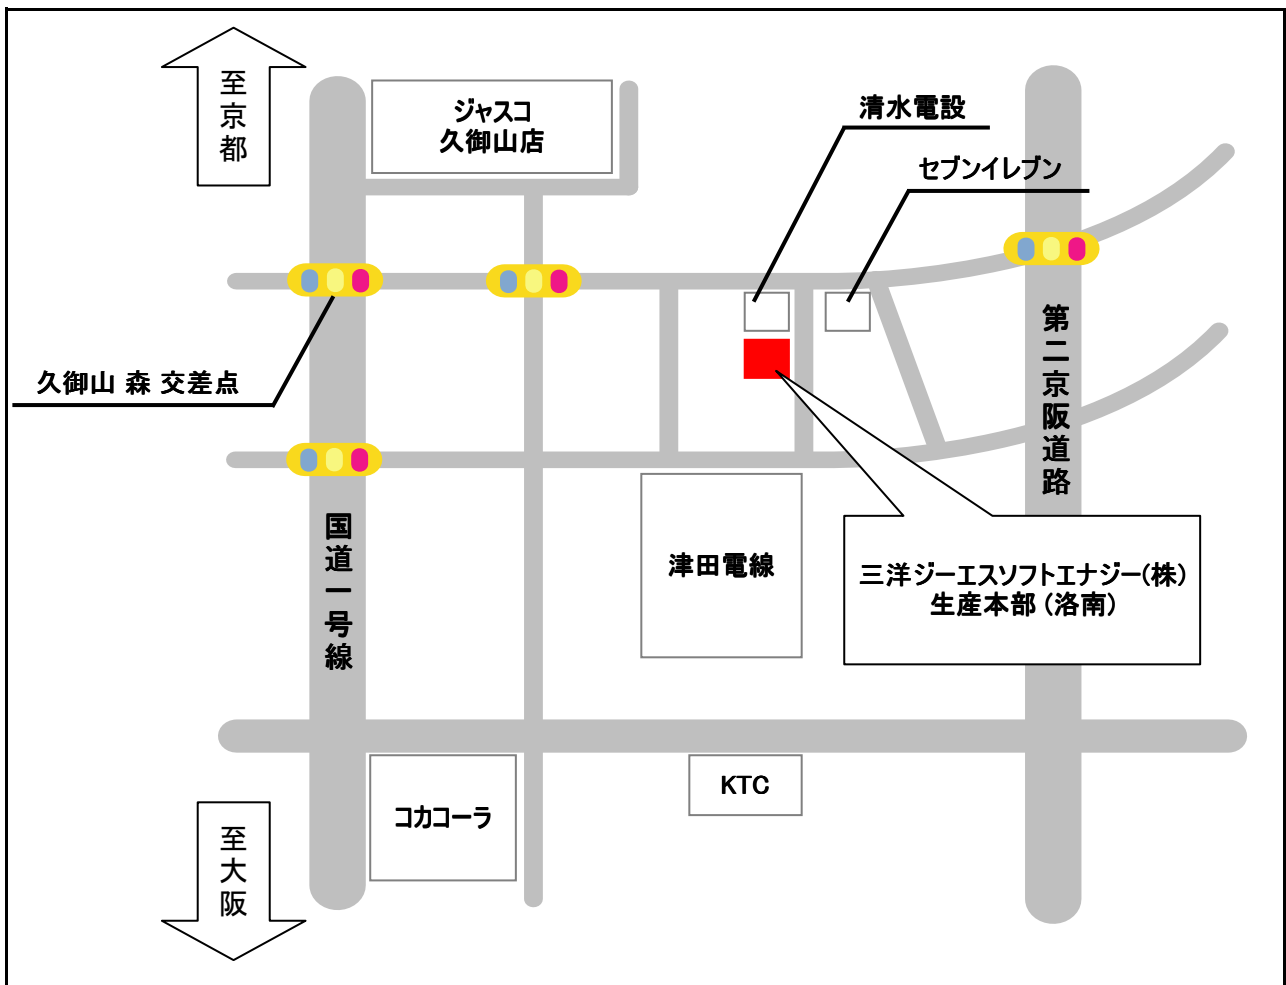 至京都
ジャスコ
久御山店
清水電設
セブンイレブン
久御山 森 交差点
第二京阪道路
国道一号線
津田電線
三洋ジーエスソフトエナジー(株)
生産本部 (洛南)
コカコーラ
KTC
至大阪